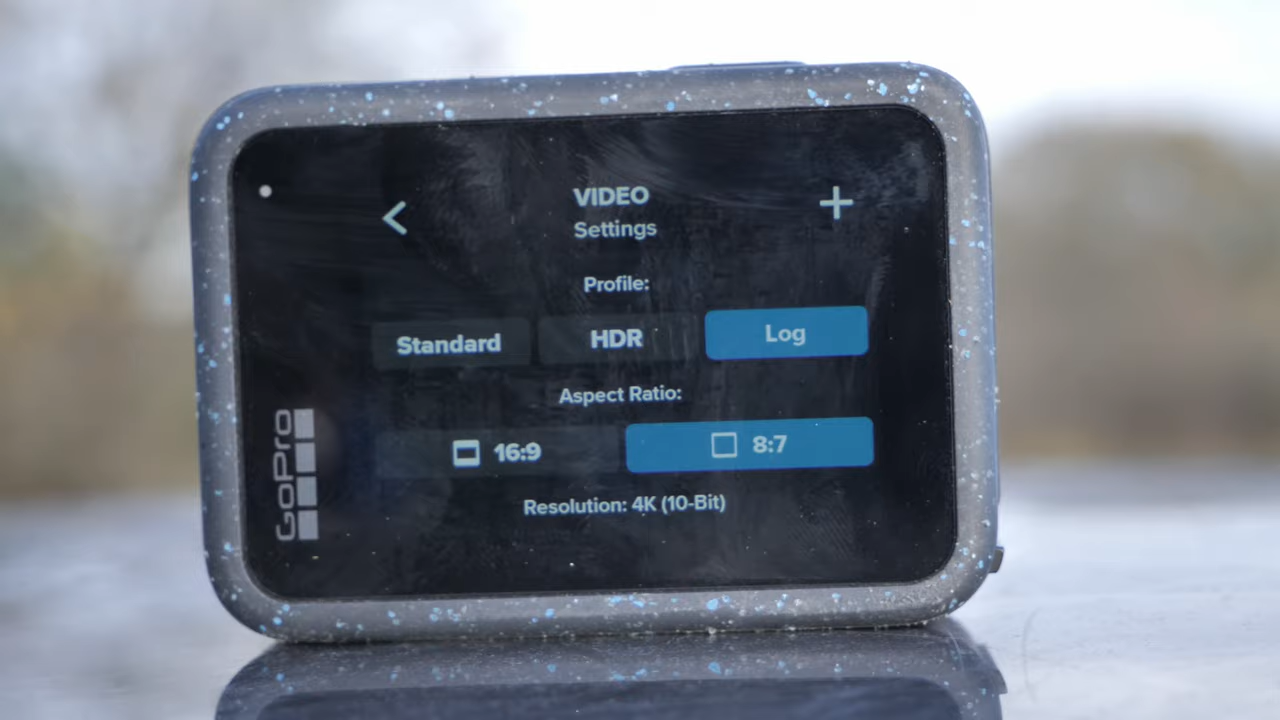 VIDEO
Settings
Profile:
Standard HDR Log
Aspect Ratio:
16:9 8:7
Resolution: 4K (10-Bit)
GoPro